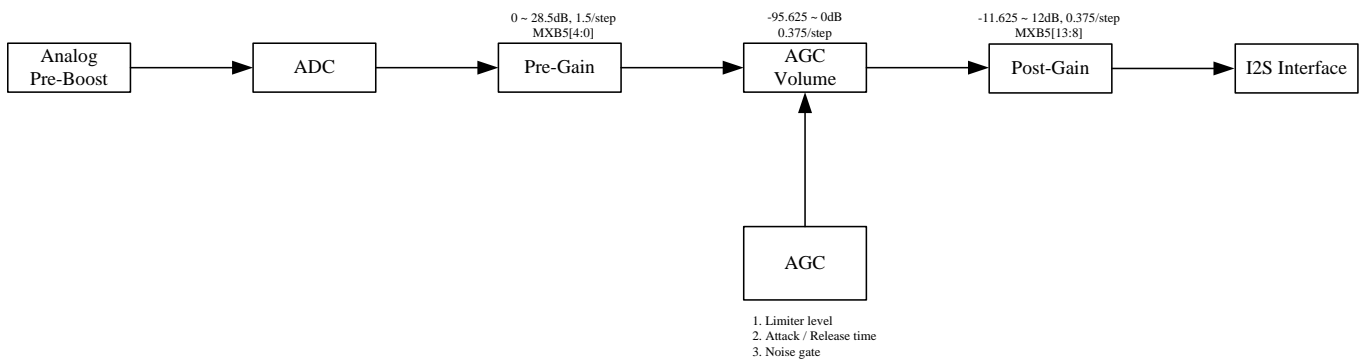 0 ~ 28.5dB, 1.5/step
MXB5[4:0]
-95.625 ~ 0dB
0.375/step
-11.625 ~ 12dB, 0.375/step
MXB5[13:8]
Analog
Pre-Boost
ADC
Pre-Gain
AGC
Volume
Post-Gain
I2S Interface
AGC
1. Limiter level
2. Attack / Release time
3. Noise gate